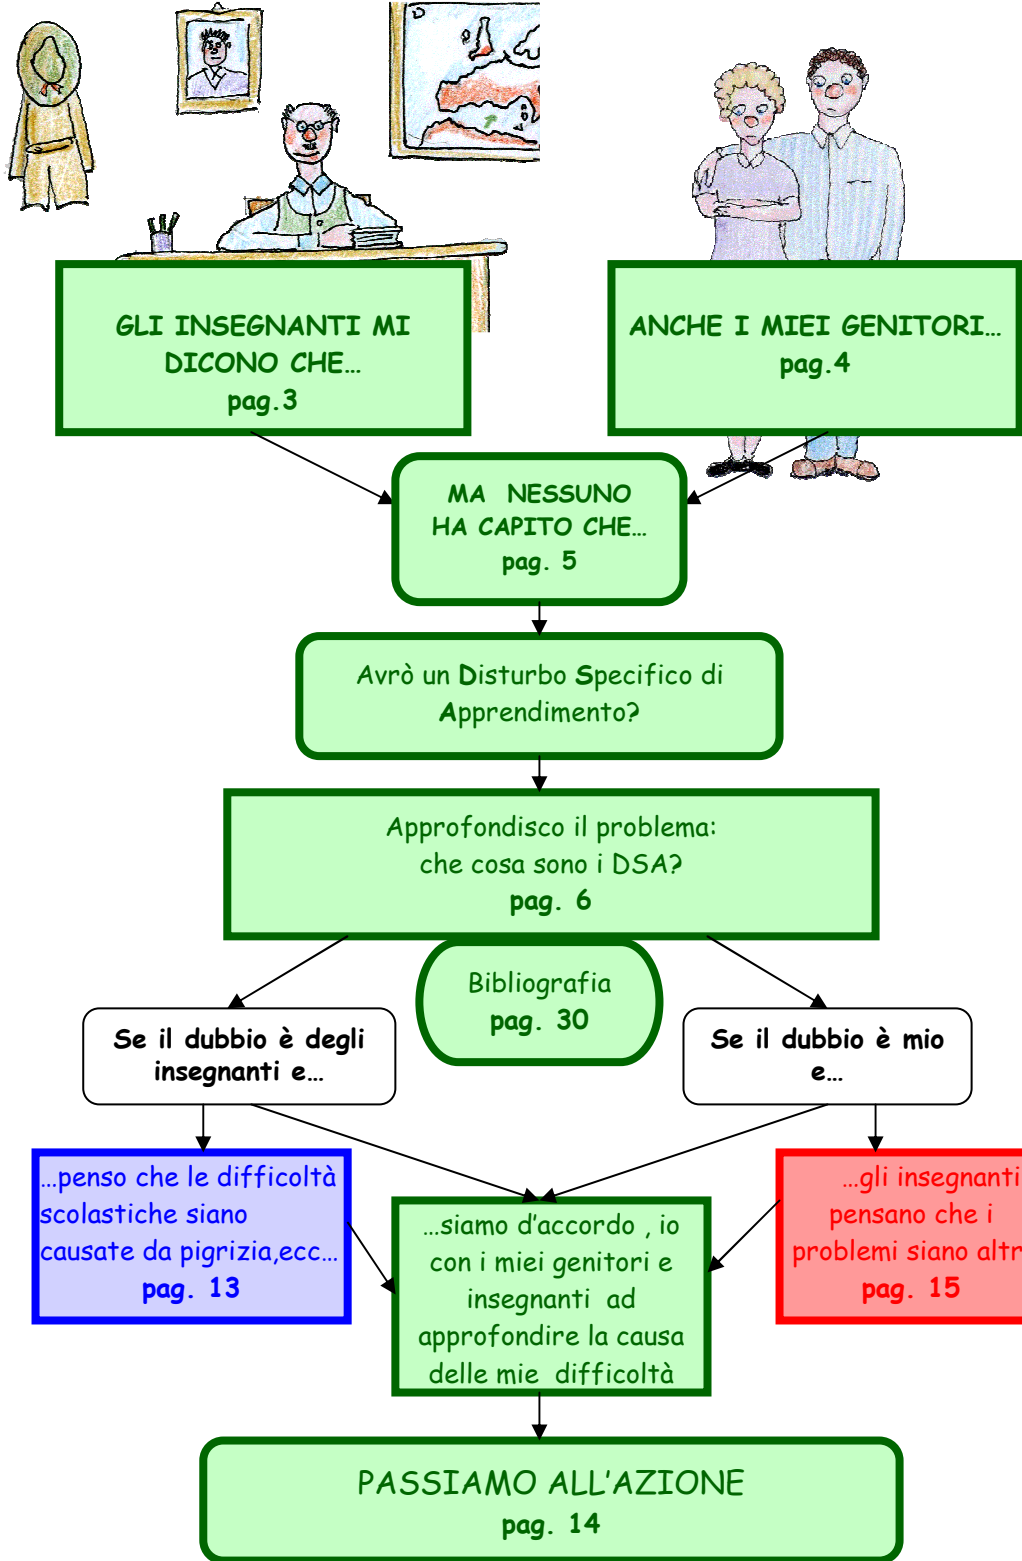 GLI INSEGNANTI MI
DICONO CHE…
pag.3
ANCHE I MIEI GENITORI…
pag.4
MA NESSUNO
HA CAPITO CHE…
pag. 5
Avrò un Disturbo Specifico di
Apprendimento?
Approfondisco il problema:
che cosa sono i DSA?
pag. 6
Bibliografia
pag. 30
Se il dubbio è degli
insegnanti e…
Se il dubbio è mio
e…
…penso che le difficoltà
scolastiche siano
causate da pigrizia,ecc…
pag. 13
…siamo d’accordo , io
con i miei genitori e
insegnanti ad
approfondire la causa
delle mie difficoltà
…gli insegnanti
pensano che i
problemi siano altr
pag. 15
PASSIAMO ALL’AZIONE
pag. 14